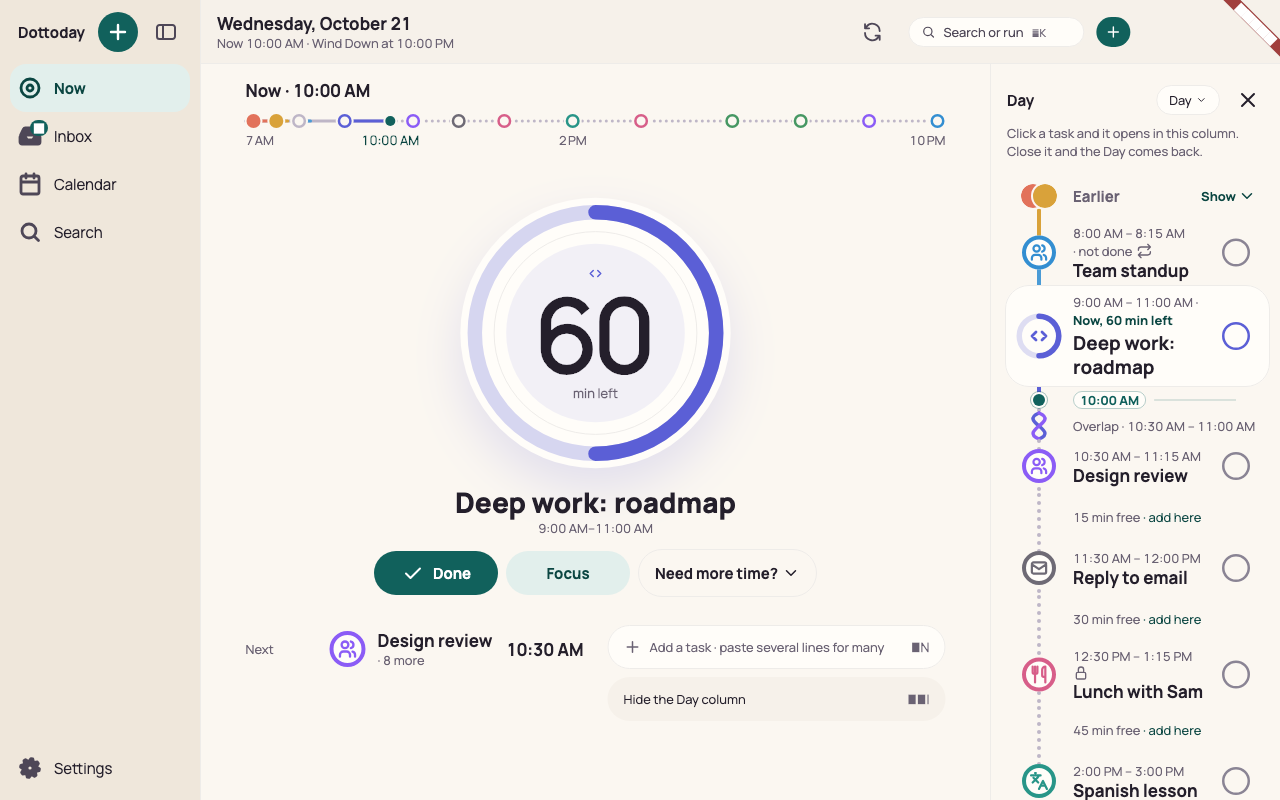 Dottoday
Now
Inbox
Calendar
Search
Settings
Wednesday, October 21
Now 10:00 AM · Wind Down at 10:00 PM
Search or run
K
Now · 10:00 AM
7 AM
10:00 AM
2 PM
10 PM
60
min left
Deep work: roadmap
9:00 AM–11:00 AM
Done
Focus
Need more time?
Next
Design review
· 8 more
10:30 AM
Add a task · paste several lines for many
N
Hide the Day column
Day
Day
Click a task and it opens in this column.
Close it and the Day comes back.
Earlier
Show
8:00 AM – 8:15 AM
· not done
Team standup
9:00 AM – 11:00 AM ·
Now, 60 min left
Deep work:
roadmap
10:00 AM
Overlap · 10:30 AM – 11:00 AM
10:30 AM – 11:15 AM
Design review
15 min free · add here
11:30 AM – 12:00 PM
Reply to email
30 min free · add here
12:30 PM – 1:15 PM
Lunch with Sam
45 min free · add here
2:00 PM – 3:00 PM
Spanish lesson